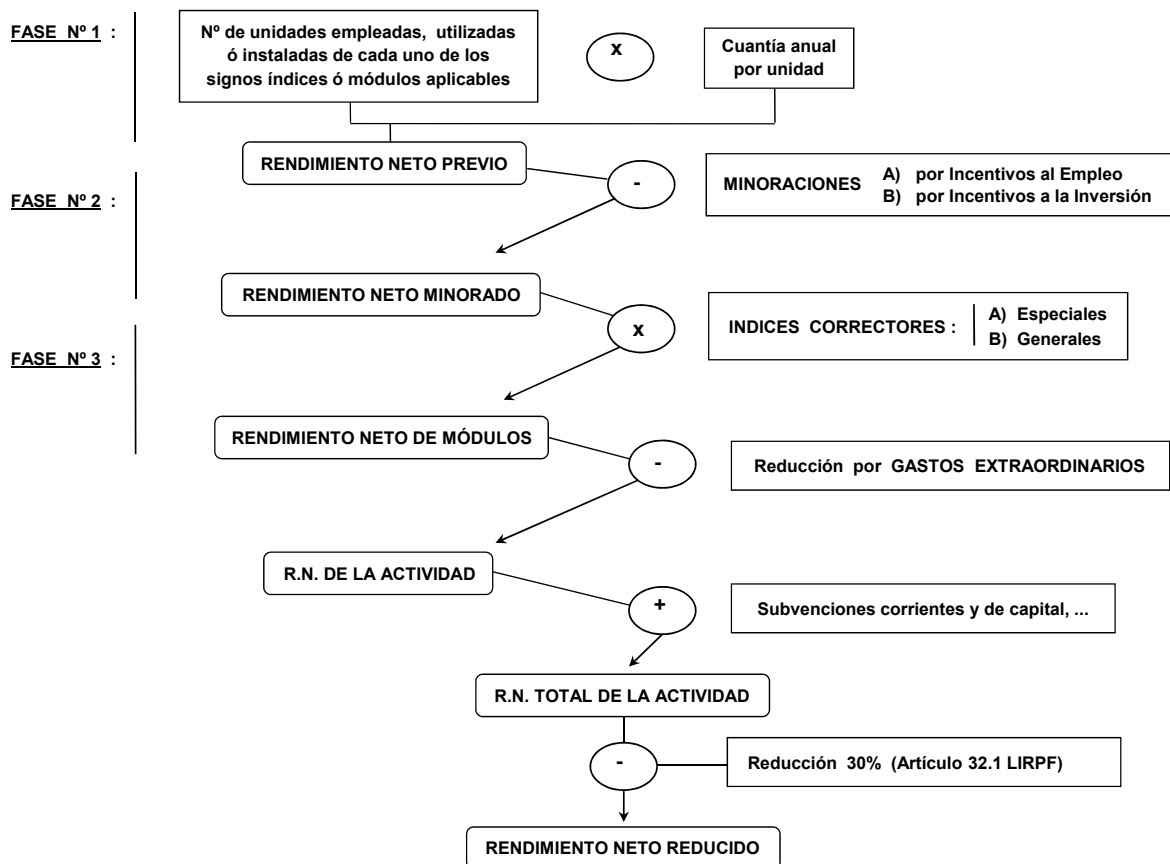 FASE Nº 1 :
Nº de unidades empleadas, utilizadas
ó instaladas de cada uno de los
signos índices ó módulos aplicables
x
Cuantía anual
por unidad
RENDIMIENTO NETO PREVIO
-
MINORACIONES A) por Incentivos al Empleo
B) por Incentivos a la Inversión
FASE Nº 2 :
RENDIMIENTO NETO MINORADO
x
INDICES CORRECTORES : A) Especiales
B) Generales
FASE Nº 3 :
RENDIMIENTO NETO DE MÓDULOS
-
Reducción por GASTOS EXTRAORDINARIOS
R.N. DE LA ACTIVIDAD
+
Subvenciones corrientes y de capital, ...
R.N. TOTAL DE LA ACTIVIDAD
-
Reducción 30% (Artículo 32.1 LIRPF)
RENDIMIENTO NETO REDUCIDO